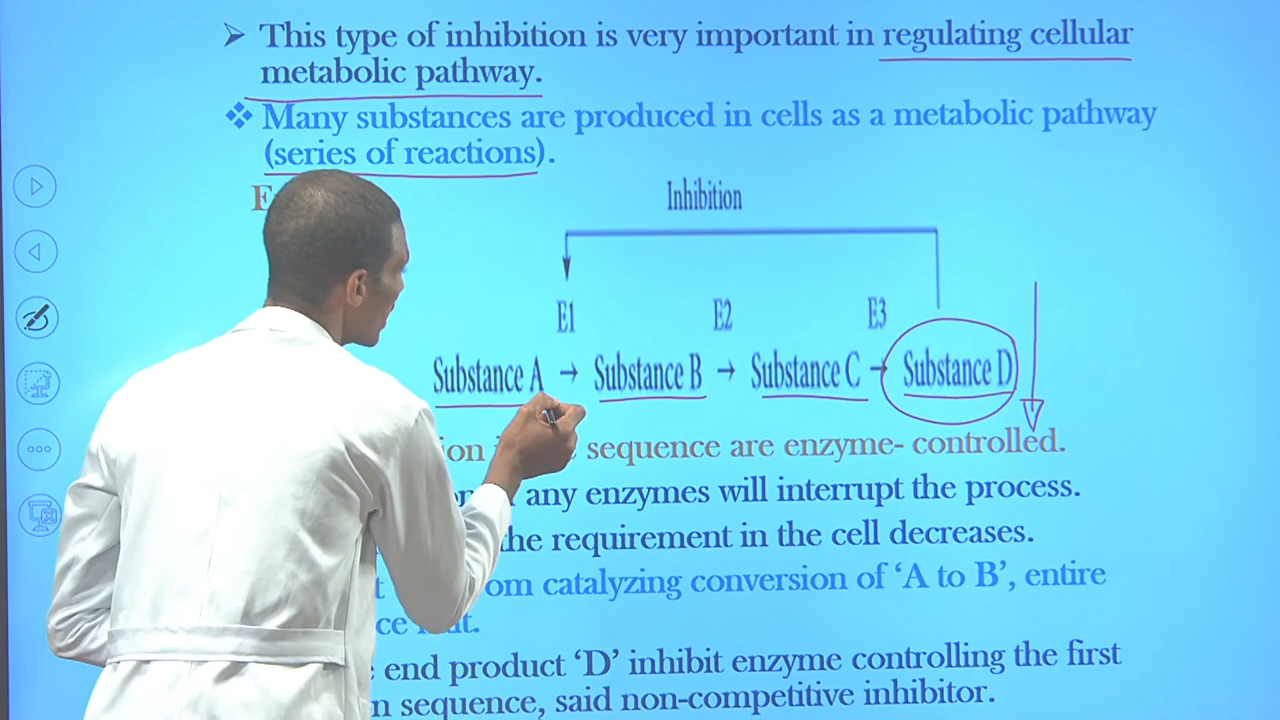 ➢ This type of inhibition is very important in regulating cellular
metabolic pathway.
❖ Many substances are produced in cells as a metabolic pathway
(series of reactions).
Inhibition
E1 E2 E3
Substance A → Substance B → Substance C → Substance D
sequence are enzyme- controlled.
any enzymes will interrupt the process.
the requirement in the cell decreases.
catalyzing conversion of ‘A to B’, entire
end product ‘D’ inhibit enzyme controlling the first
sequence, said non-competitive inhibitor.